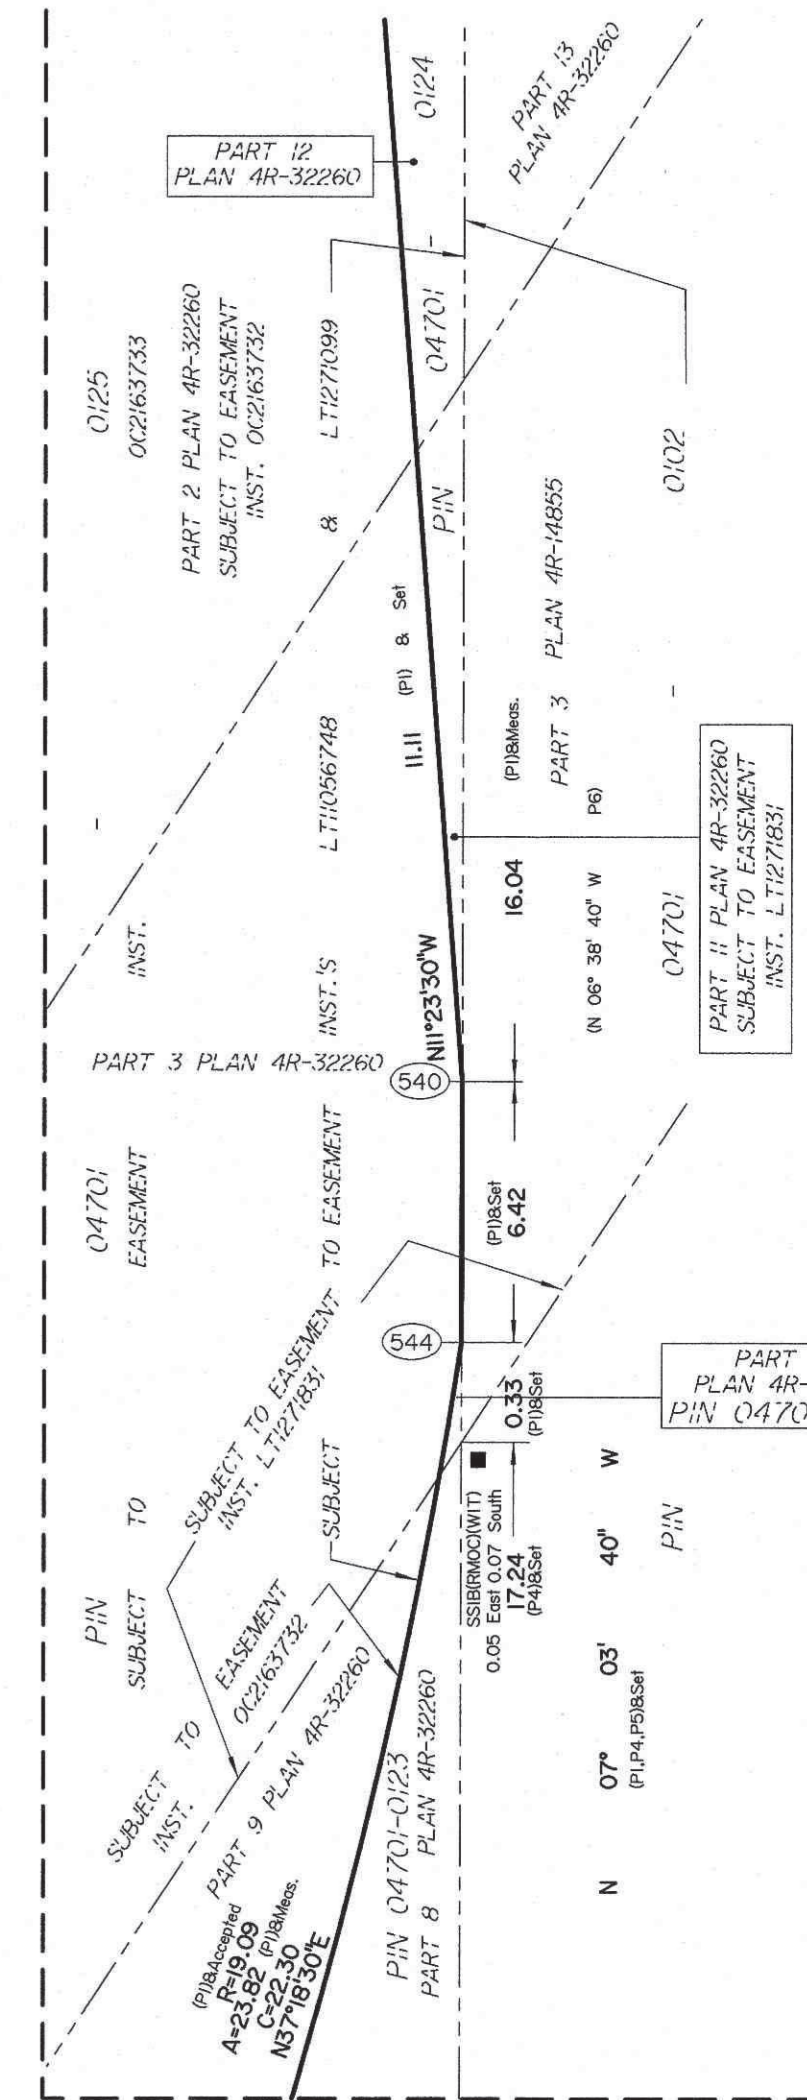 PART 12
PLAN 4R-32260
0124
PART 13
PLAN 4R-32260
0125
OC2163733
PART 2 PLAN 4R-32260
SUBJECT TO EASEMENT
INST. OC2163732
&
LT1271099
-
04701
PIN
11.11 (P1) & Set
PART 3 PLAN 4R-14855
0102
-
LT1056748
(P1)&Meas.
16.04
(N 06° 38' 40" W P6)
04701
PART 11 PLAN 4R-32260
SUBJECT TO EASEMENT
INST. LT1271831
-
INST.
INST.'S
N11°23'30"W
PART 3 PLAN 4R-32260
540
04701
EASEMENT
TO EASEMENT
(P1)&Set
6.42
544
SUBJECT TO EASEMENT
INST. LT1271831
SUBJECT
0.33
(P1)&Set
PART
PLAN 4R-
PIN 0470
SSIB(RMOC)(WIT)
0.05 East 0.07 South
17.24
(P4)&Set
PIN
SUBJECT TO
SUBJECT TO EASEMENT
INST. OC2163732
PART 9 PLAN 4R-32260
PIN 04701-0123
PART 8 PLAN 4R-32260
(P1)&Accepted
R=19.09
A=23.82 (P1)&Meas.
C=22.30
N37°18'30"E
N 07° 03' 40" W
(P1,P4,P5)&Set
PIN